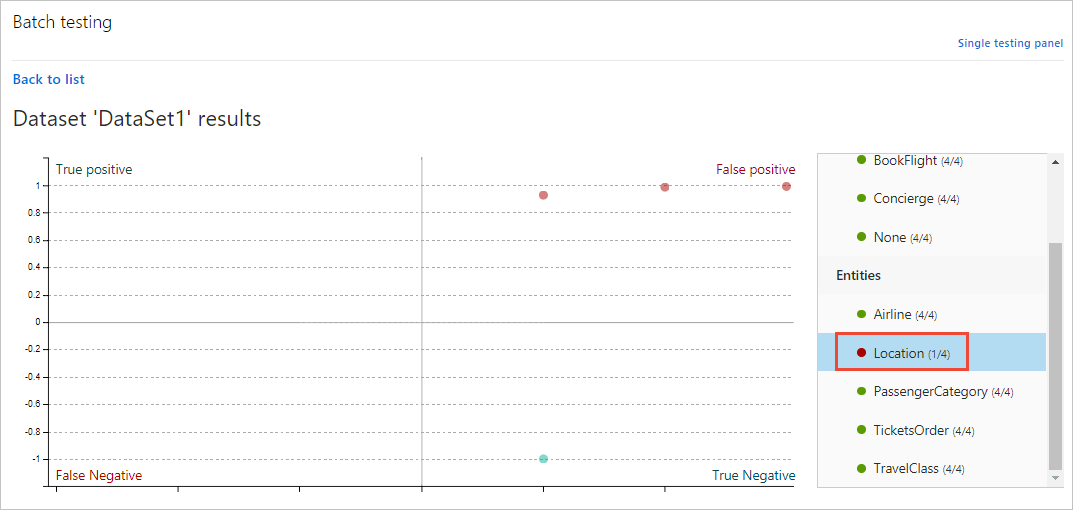 Batch testing
Single testing panel
Back to list
Dataset 'DataSet1' results
True positive
False positive
1
0.8
0.6
0.4
0.2
0
-0.2
-0.4
-0.6
-0.8
-1
False Negative
True Negative
BookFlight (4/4)
Concierge (4/4)
None (4/4)
Entities
Airline (4/4)
Location (1/4)
PassengerCategory (4/4)
TicketsOrder (4/4)
TravelClass (4/4)